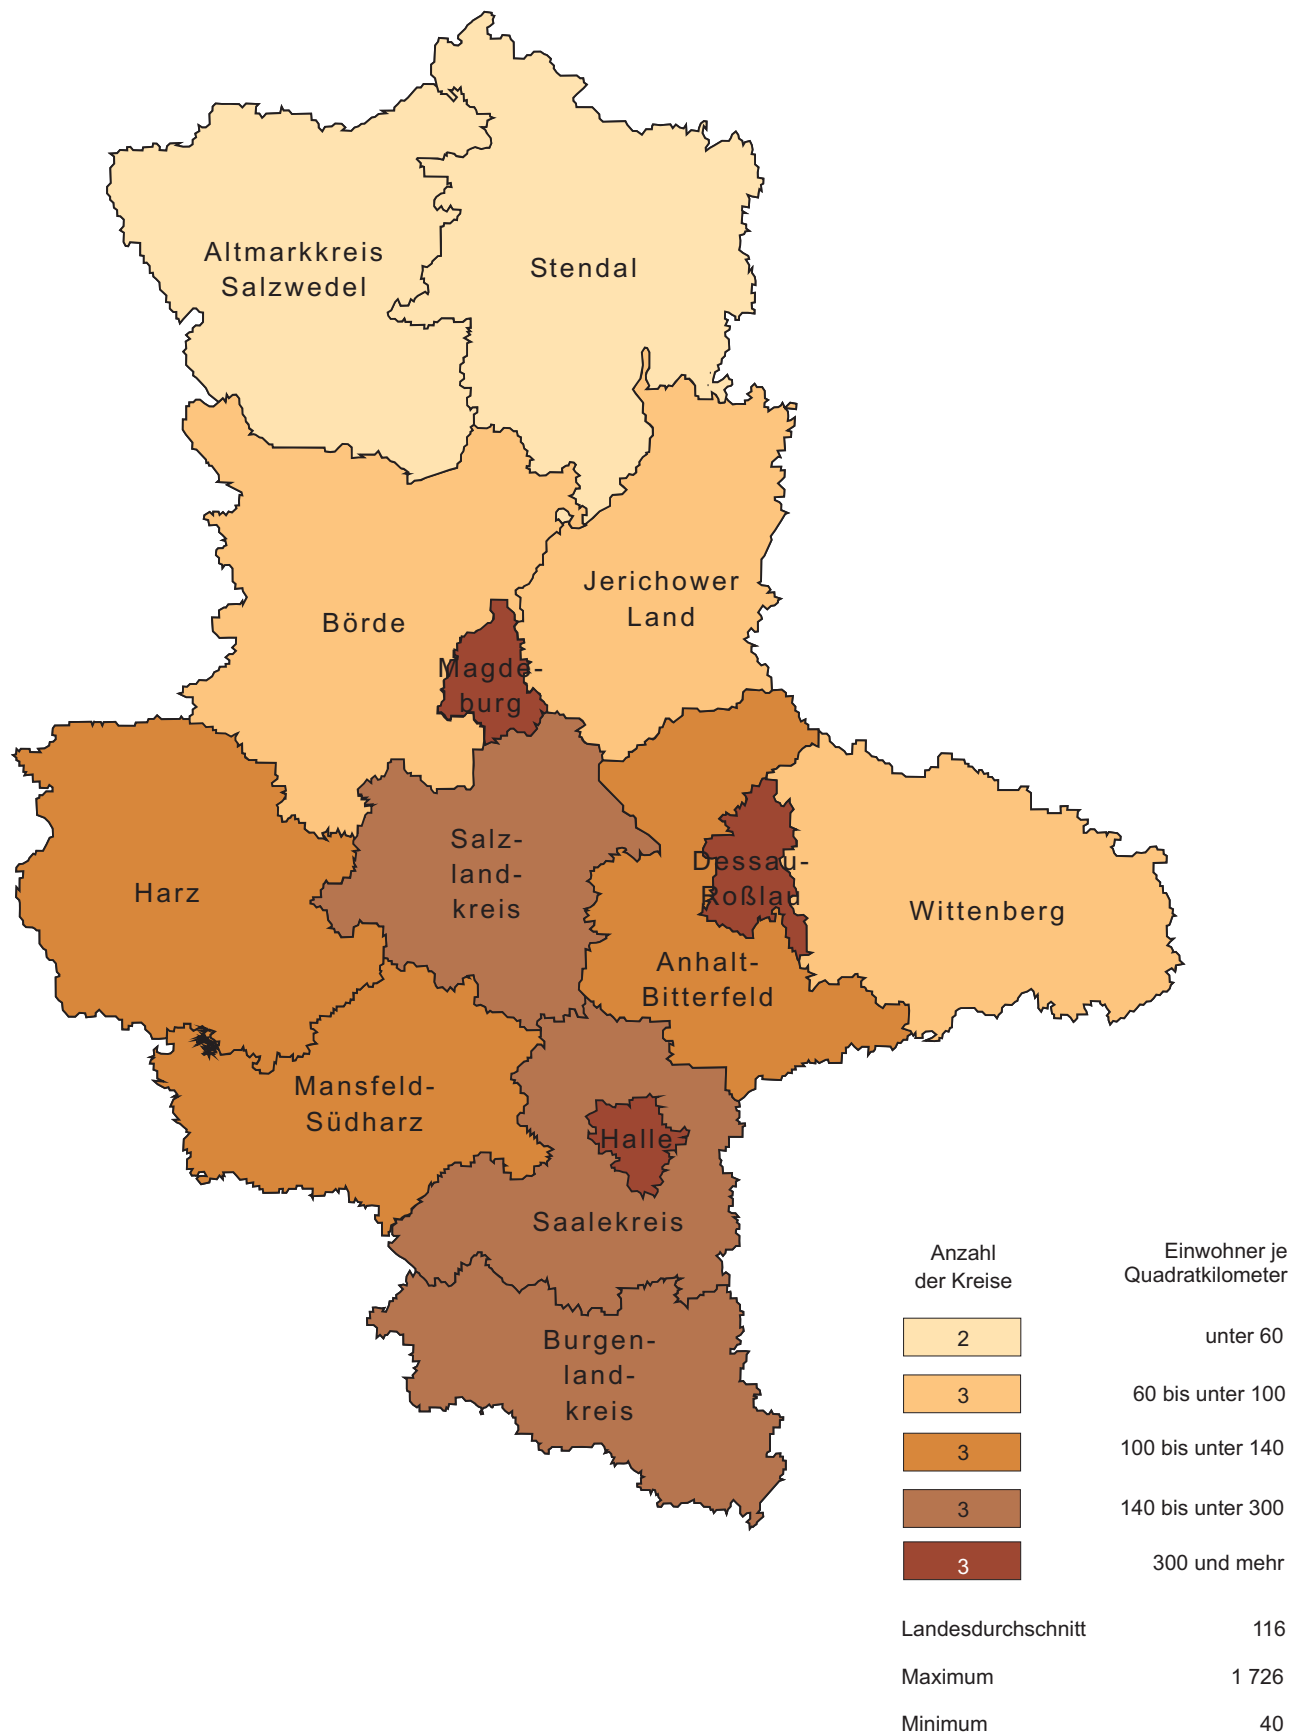 Altmarkkreis
Salzwedel
Stendal
Jerichower
Land
Börde
Magde-
burg
Salz-
land-
kreis
Harz
Dessau-
Roßlau
Wittenberg
Anhalt-
Bitterfeld
Mansfeld-
Südharz
Halle
Saalekreis
Burgen-
land-
kreis
Anzahl
der Kreise
Einwohner je
Quadratkilometer
2 unter 60
3 60 bis unter 100
3 100 bis unter 140
3 140 bis unter 300
3 300 und mehr
Landesdurchschnitt 116
Maximum 1 726
Minimum 40